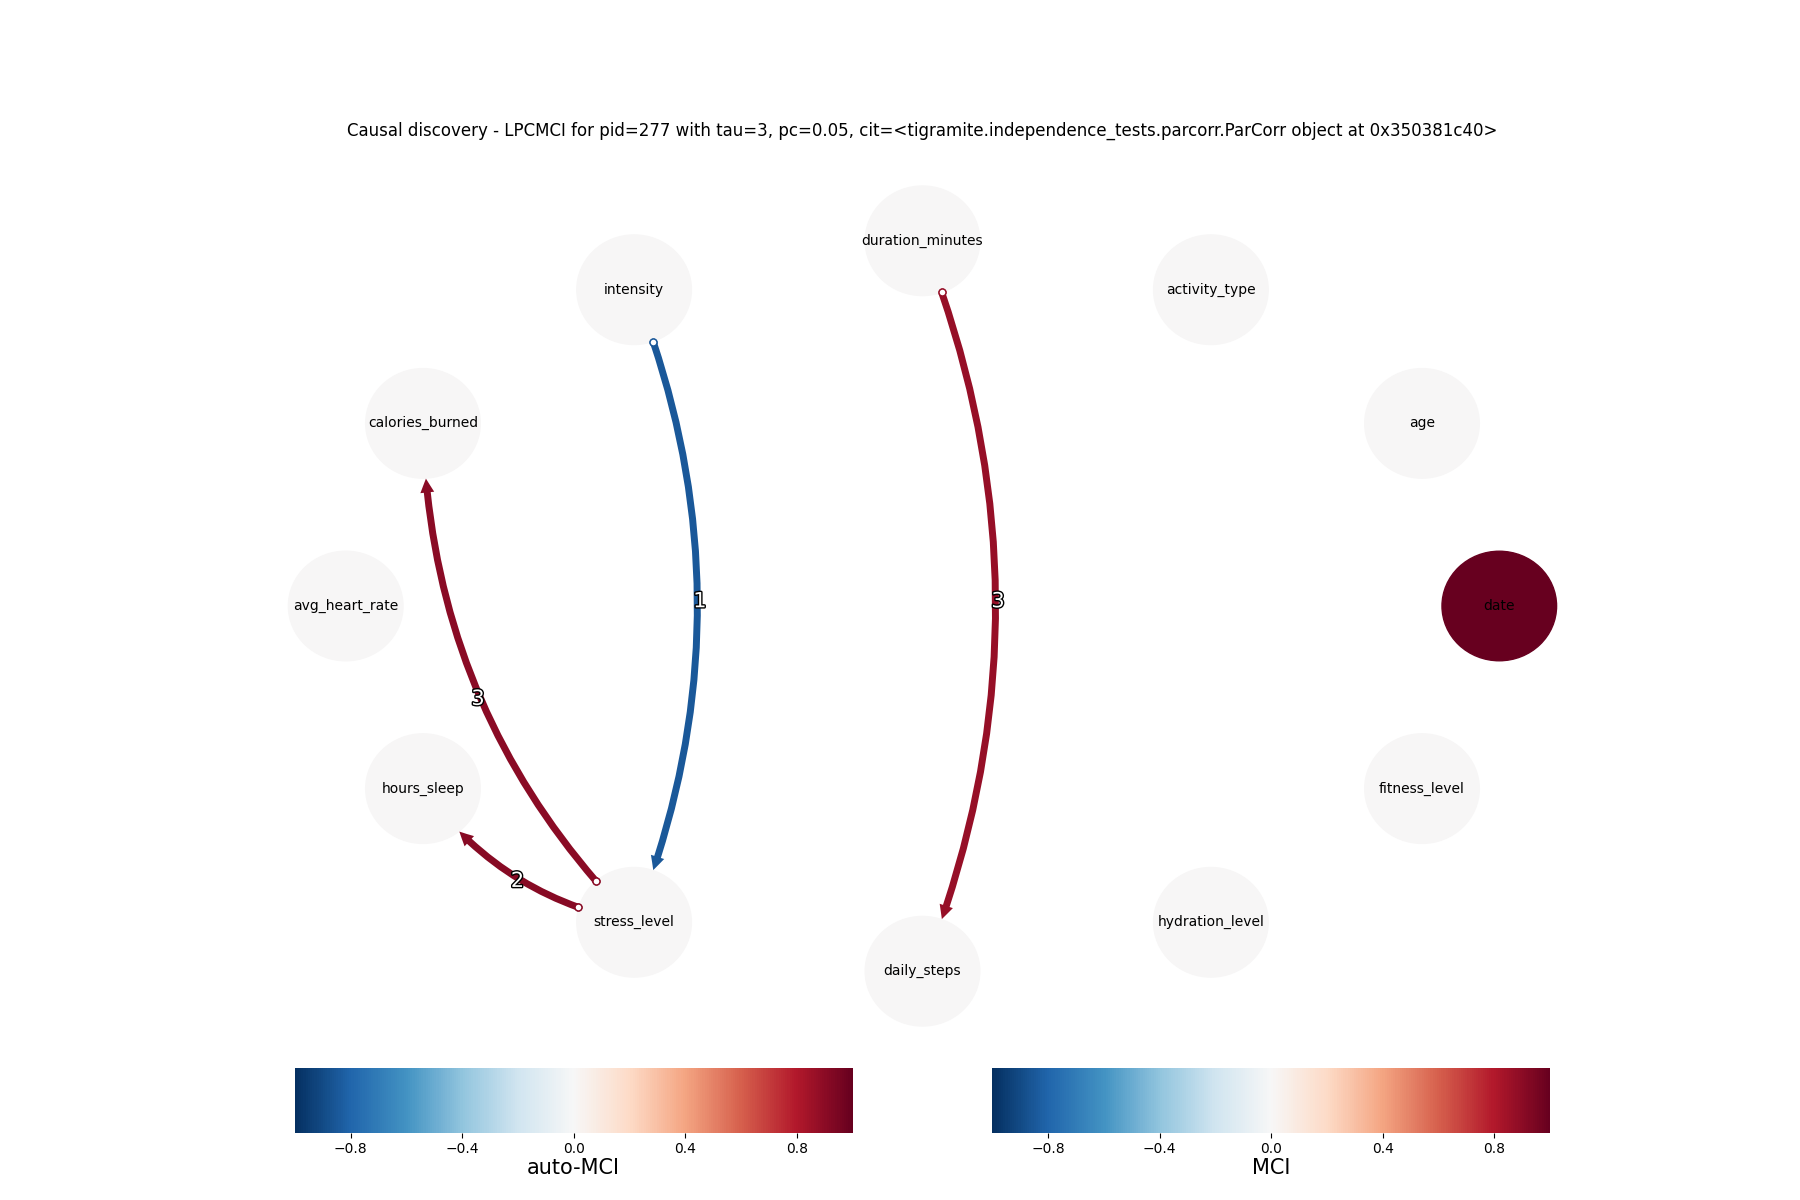 Causal discovery - LPCMCI for pid=277 with tau=3, pc=0.05, cit=<tigramite.independence_tests.parcorr.ParCorr object at 0x350381c40>
duration_minutes
intensity
activity_type
calories_burned
age
1
3
avg_heart_rate
date
3
hours_sleep
fitness_level
2
stress_level
hydration_level
daily_steps
−0.8 −0.4 0.0 0.4 0.8
auto-MCI
−0.8 −0.4 0.0 0.4 0.8
MCI